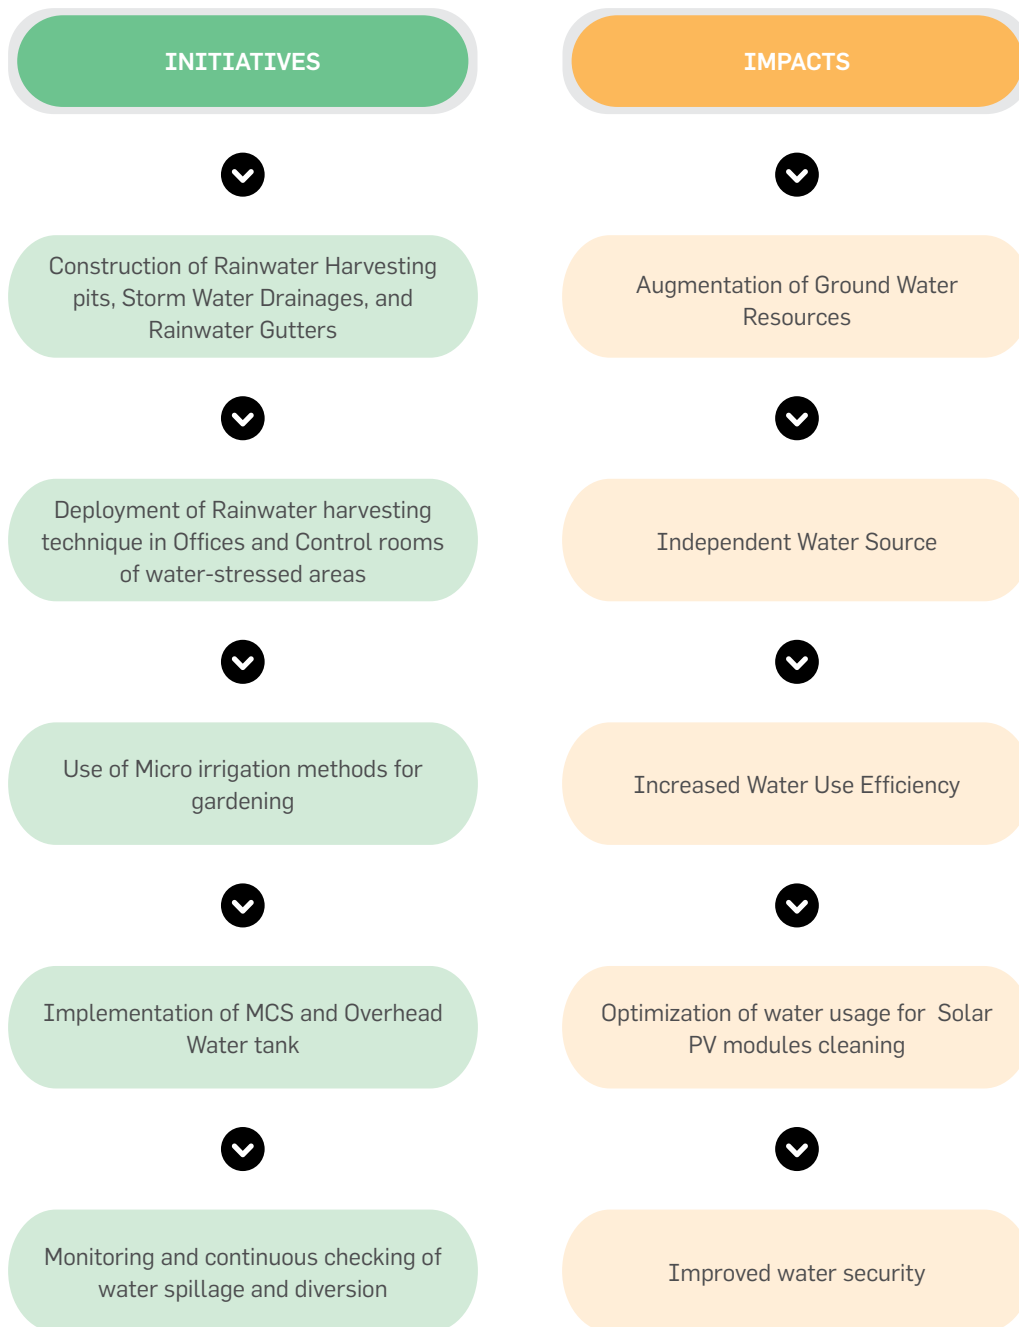 INITIATIVES
Construction of Rainwater Harvesting
pits, Storm Water Drainages, and
Rainwater Gutters
Deployment of Rainwater harvesting
technique in Offices and Control rooms
of water-stressed areas
Use of Micro irrigation methods for
gardening
Implementation of MCS and Overhead
Water tank
Monitoring and continuous checking of
water spillage and diversion
IMPACTS
Augmentation of Ground Water
Resources
Independent Water Source
Increased Water Use Efficiency
Optimization of water usage for Solar
PV modules cleaning
Improved water security